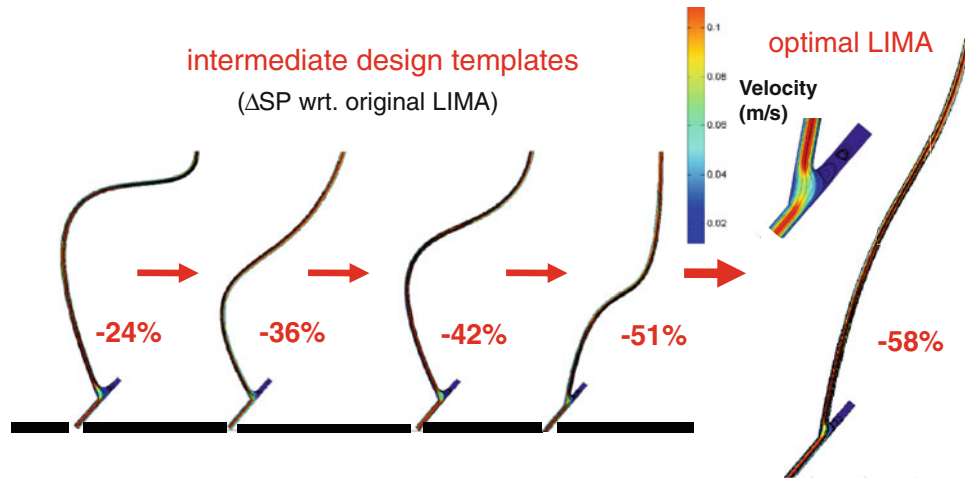 intermediate design templates
(ΔSP wrt. original LIMA)
-24%
-36%
-42%
-51%
0.1
0.08
0.06
0.04
0.02
Velocity
(m/s)
optimal LIMA
-58%